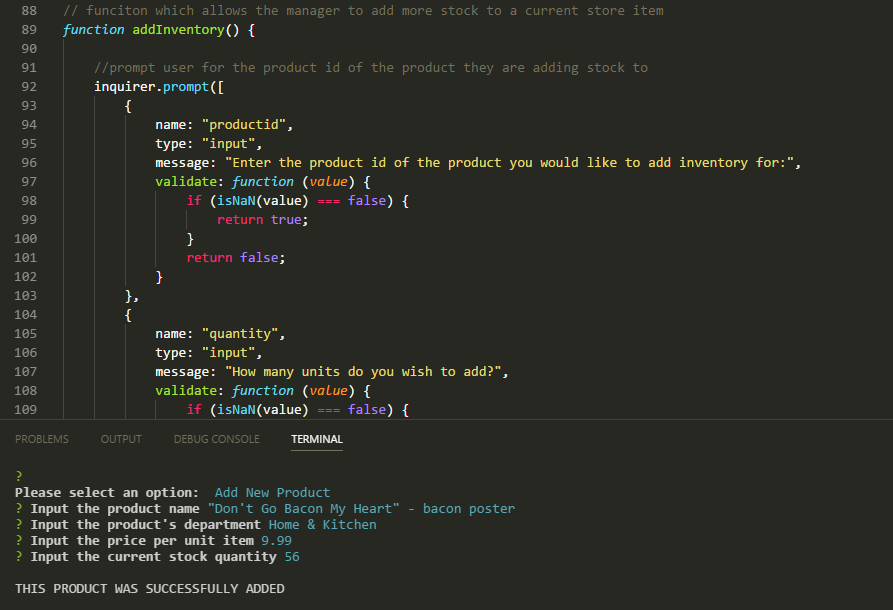 88 // funciton which allows the manager to add more stock to a current store item
89 function addInventory() {
90
91 //prompt user for the product id of the product they are adding stock to
92 inquirer.prompt([
93 {
94 name: "productid",
95 type: "input",
96 message: "Enter the product id of the product you would like to add inventory for:",
97 validate: function (value) {
98 if (isNaN(value) === false) {
99 return true;
100 }
101 return false;
102 }
103 },
104 {
105 name: "quantity",
106 type: "input",
107 message: "How many units do you wish to add?",
108 validate: function (value) {
109 if (isNaN(value) === false) {
PROBLEMS OUTPUT DEBUG CONSOLE TERMINAL
?
Please select an option:  Add New Product
? Input the product name "Don't Go Bacon My Heart" - bacon poster
? Input the product's department Home & Kitchen
? Input the price per unit item 9.99
? Input the current stock quantity 56
THIS PRODUCT WAS SUCCESSFULLY ADDED